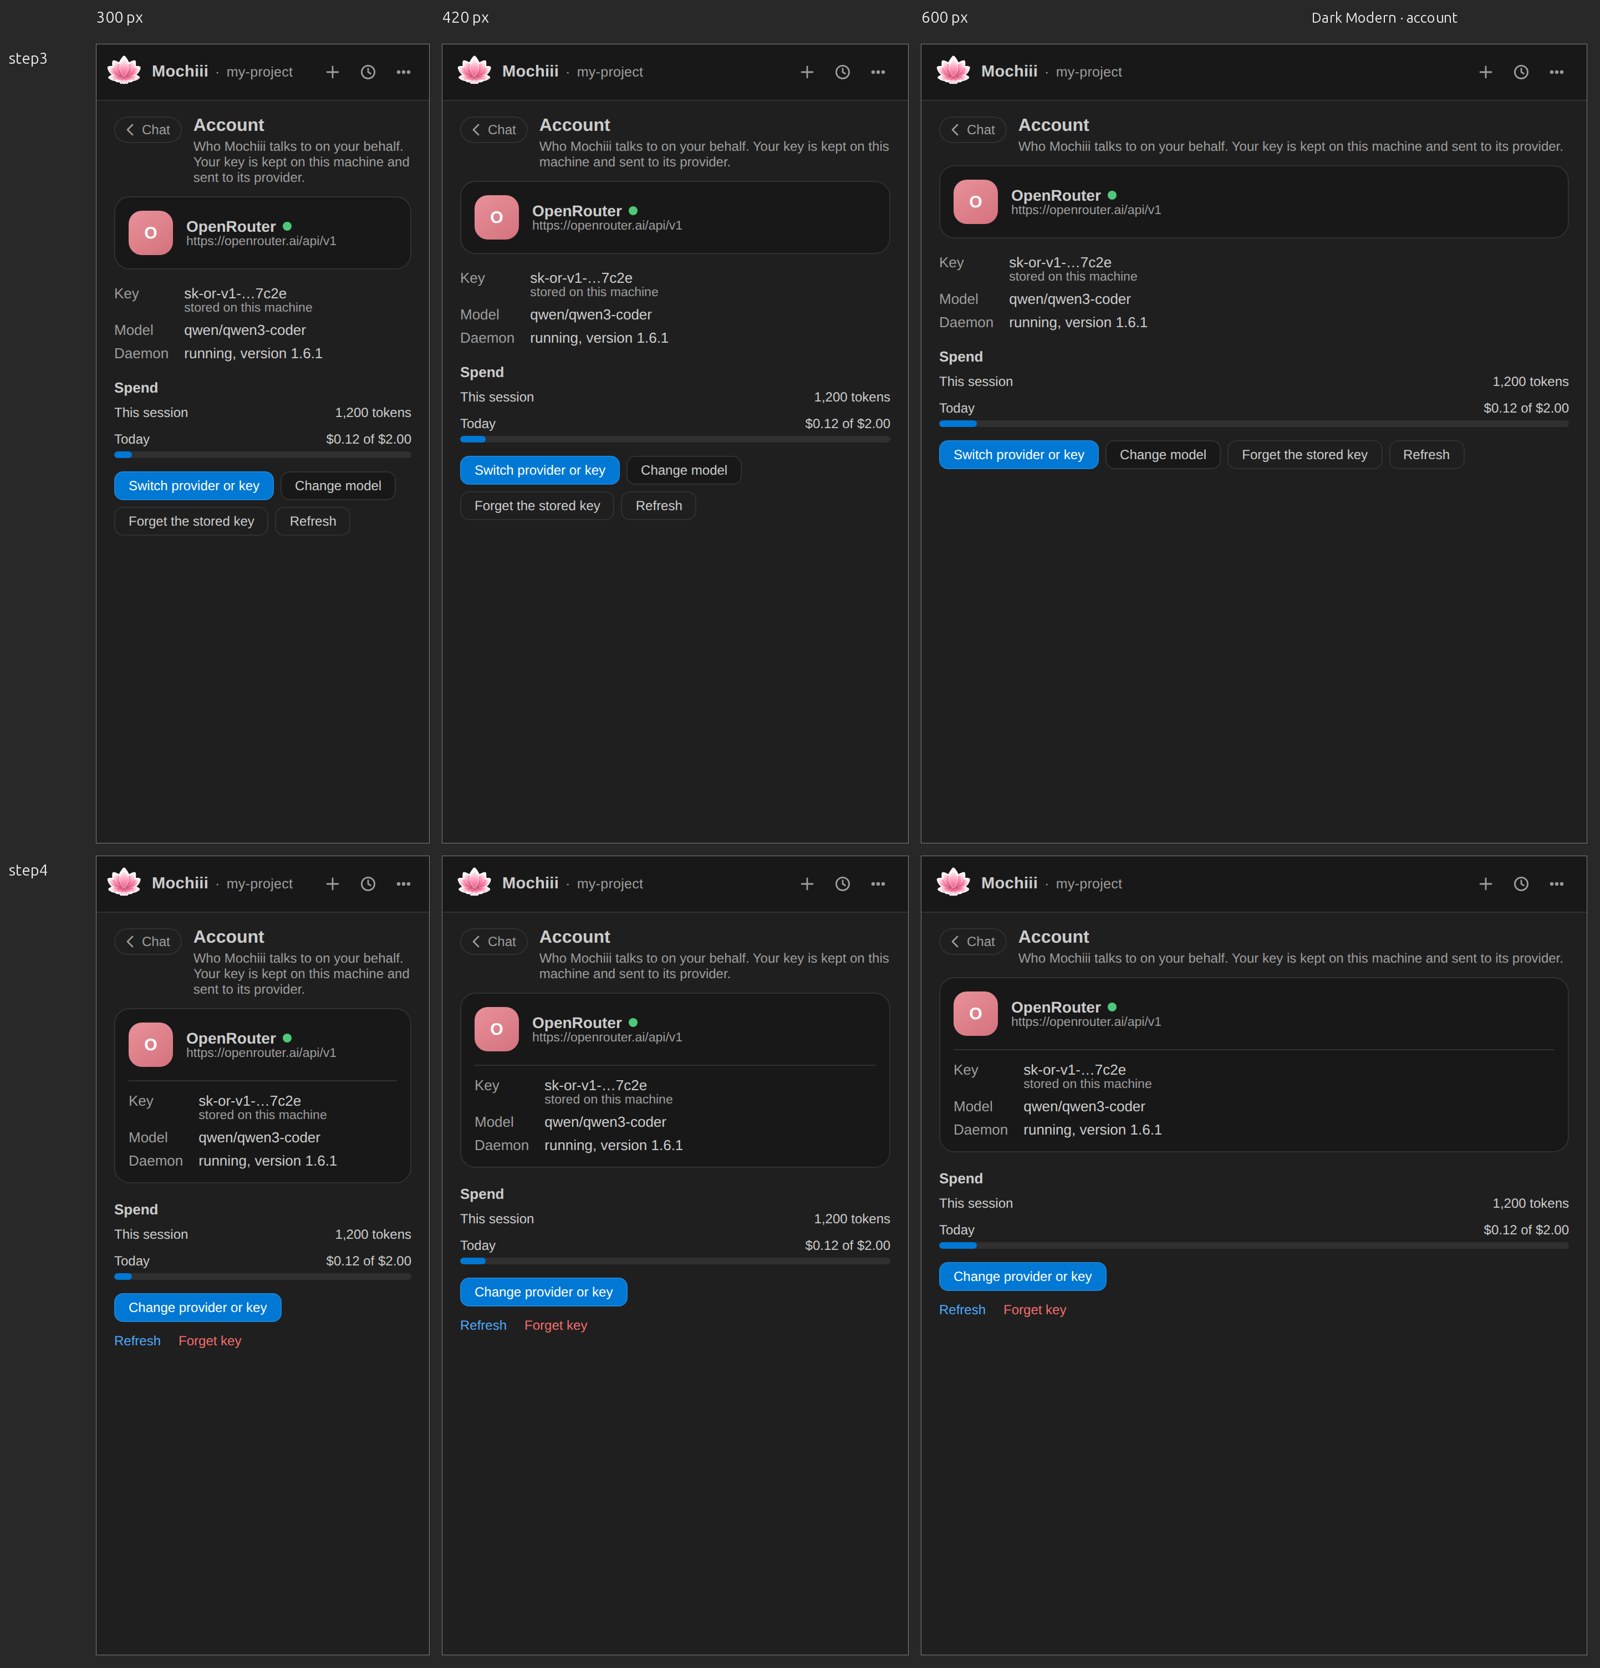 300 px
420 px
600 px
Dark Modern · account
step3
Mochiii · my-project
Chat
Account
Who Mochiii talks to on your behalf.
Your key is kept on this machine and
sent to its provider.
O
OpenRouter
https://openrouter.ai/api/v1
Key sk-or-v1-…7c2e
stored on this machine
Model qwen/qwen3-coder
Daemon running, version 1.6.1
Spend
This session 1,200 tokens
Today $0.12 of $2.00
Switch provider or key Change model
Forget the stored key Refresh
Mochiii · my-project
Chat
Account
Who Mochiii talks to on your behalf. Your key is kept on this
machine and sent to its provider.
O
OpenRouter
https://openrouter.ai/api/v1
Key sk-or-v1-…7c2e
stored on this machine
Model qwen/qwen3-coder
Daemon running, version 1.6.1
Spend
This session 1,200 tokens
Today $0.12 of $2.00
Switch provider or key Change model
Forget the stored key Refresh
Mochiii · my-project
Chat
Account
Who Mochiii talks to on your behalf. Your key is kept on this machine and sent to its provider.
O
OpenRouter
https://openrouter.ai/api/v1
Key sk-or-v1-…7c2e
stored on this machine
Model qwen/qwen3-coder
Daemon running, version 1.6.1
Spend
This session 1,200 tokens
Today $0.12 of $2.00
Switch provider or key Change model Forget the stored key Refresh
step4
Mochiii · my-project
Chat
Account
Who Mochiii talks to on your behalf.
Your key is kept on this machine and
sent to its provider.
O
OpenRouter
https://openrouter.ai/api/v1
Key sk-or-v1-…7c2e
stored on this machine
Model qwen/qwen3-coder
Daemon running, version 1.6.1
Spend
This session 1,200 tokens
Today $0.12 of $2.00
Change provider or key
Refresh Forget key
Mochiii · my-project
Chat
Account
Who Mochiii talks to on your behalf. Your key is kept on this
machine and sent to its provider.
O
OpenRouter
https://openrouter.ai/api/v1
Key sk-or-v1-…7c2e
stored on this machine
Model qwen/qwen3-coder
Daemon running, version 1.6.1
Spend
This session 1,200 tokens
Today $0.12 of $2.00
Change provider or key
Refresh Forget key
Mochiii · my-project
Chat
Account
Who Mochiii talks to on your behalf. Your key is kept on this machine and sent to its provider.
O
OpenRouter
https://openrouter.ai/api/v1
Key sk-or-v1-…7c2e
stored on this machine
Model qwen/qwen3-coder
Daemon running, version 1.6.1
Spend
This session 1,200 tokens
Today $0.12 of $2.00
Change provider or key
Refresh Forget key